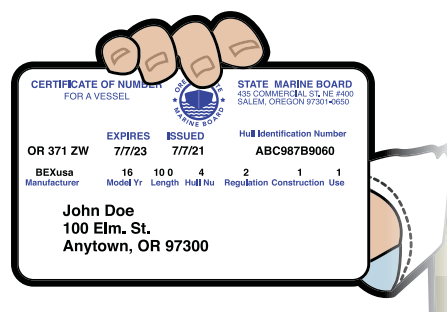 CERTIFICATE OF NUMBER
FOR A VESSEL
STATE MARINE BOARD
435 COMMERCIAL ST. NE #400
SALEM, OREGON 97301-0650
MARINE BOARD
EXPIRES ISSUED Hull Identification Number
OR 371 ZW 7/7/23 7/7/21 ABC987B9060
BEXusa 16 10 0 4 2 1 1
Manufacturer Model Yr Length Hull Nu Regulation Construction Use
John Doe
100 Elm. St.
Anytown, OR 97300